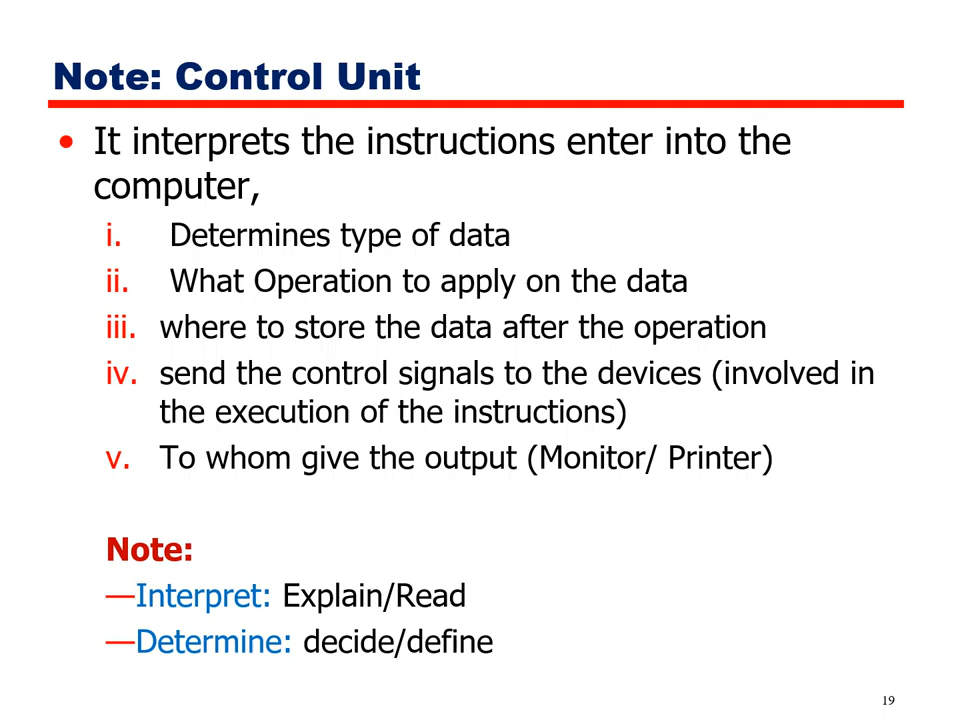 Note: Control Unit
• It interprets the instructions enter into the
computer,
i. Determines type of data
ii. What Operation to apply on the data
iii. where to store the data after the operation
iv. send the control signals to the devices (involved in
the execution of the instructions)
v. To whom give the output (Monitor/ Printer)
Note:
—Interpret: Explain/Read
—Determine: decide/define
19